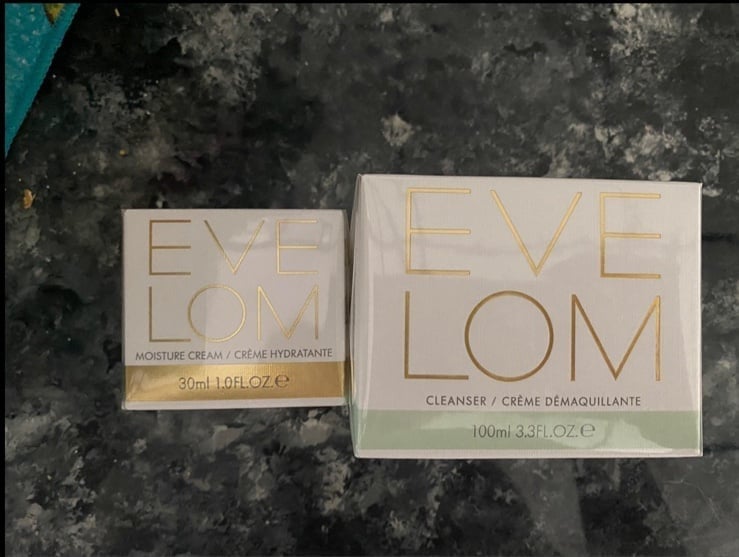 EVE
LOM
MOISTURE CREAM / CRÈME HYDRATANTE
30ml 1.0FL.OZ.℮
EVE
LOM
CLEANSER / CRÈME DÉMAQUILLANTE
100ml 3.3FL.OZ.℮